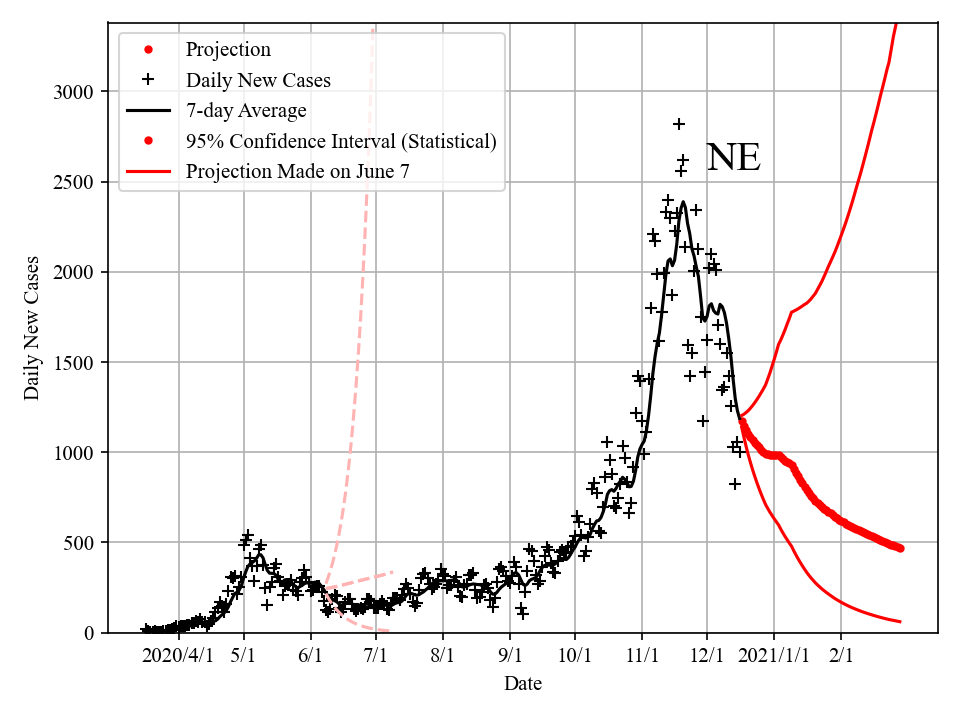 Projection
Daily New Cases
7-day Average
95% Confidence Interval (Statistical)
Projection Made on June 7
NE
3000
2500
2000
1500
1000
500
0
Daily New Cases
2020/4/1 5/1 6/1 7/1 8/1 9/1 10/1 11/1 12/1 2021/1/1 2/1
Date